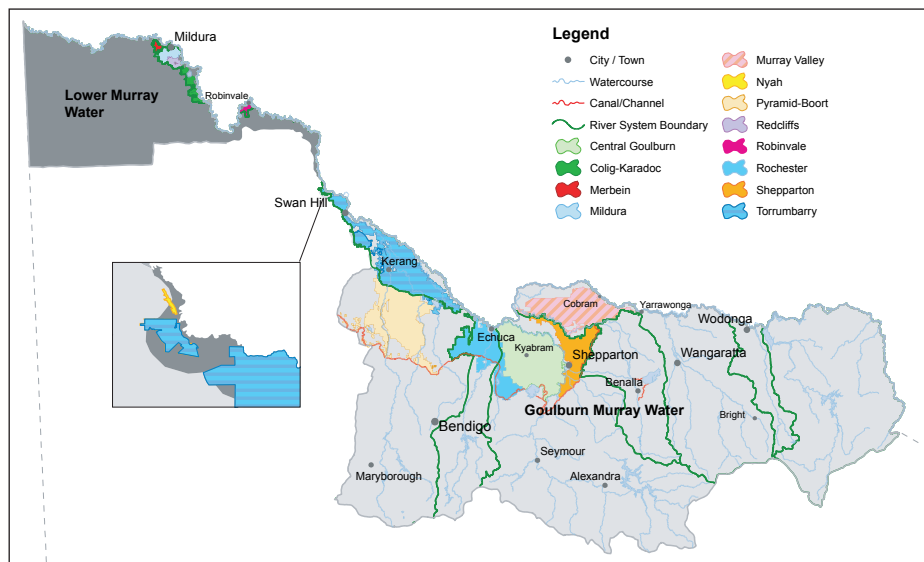 Legend
City / Town
Watercourse
Canal/Channel
River System Boundary
Central Goulburn
Colig-Karadoc
Merbein
Mildura
Murray Valley
Nyah
Pyramid-Boort
Redcliffs
Robinvale
Rochester
Shepparton
Torrumbarry
Mildura
Lower Murray
Water
Robinvale
Swan Hill
Kerang
Cobram
Yarrawonga
Wodonga
Echuca
Kyabram
Shepparton
Wangaratta
Benalla
Goulburn Murray Water
Bright
Bendigo
Seymour
Maryborough
Alexandra